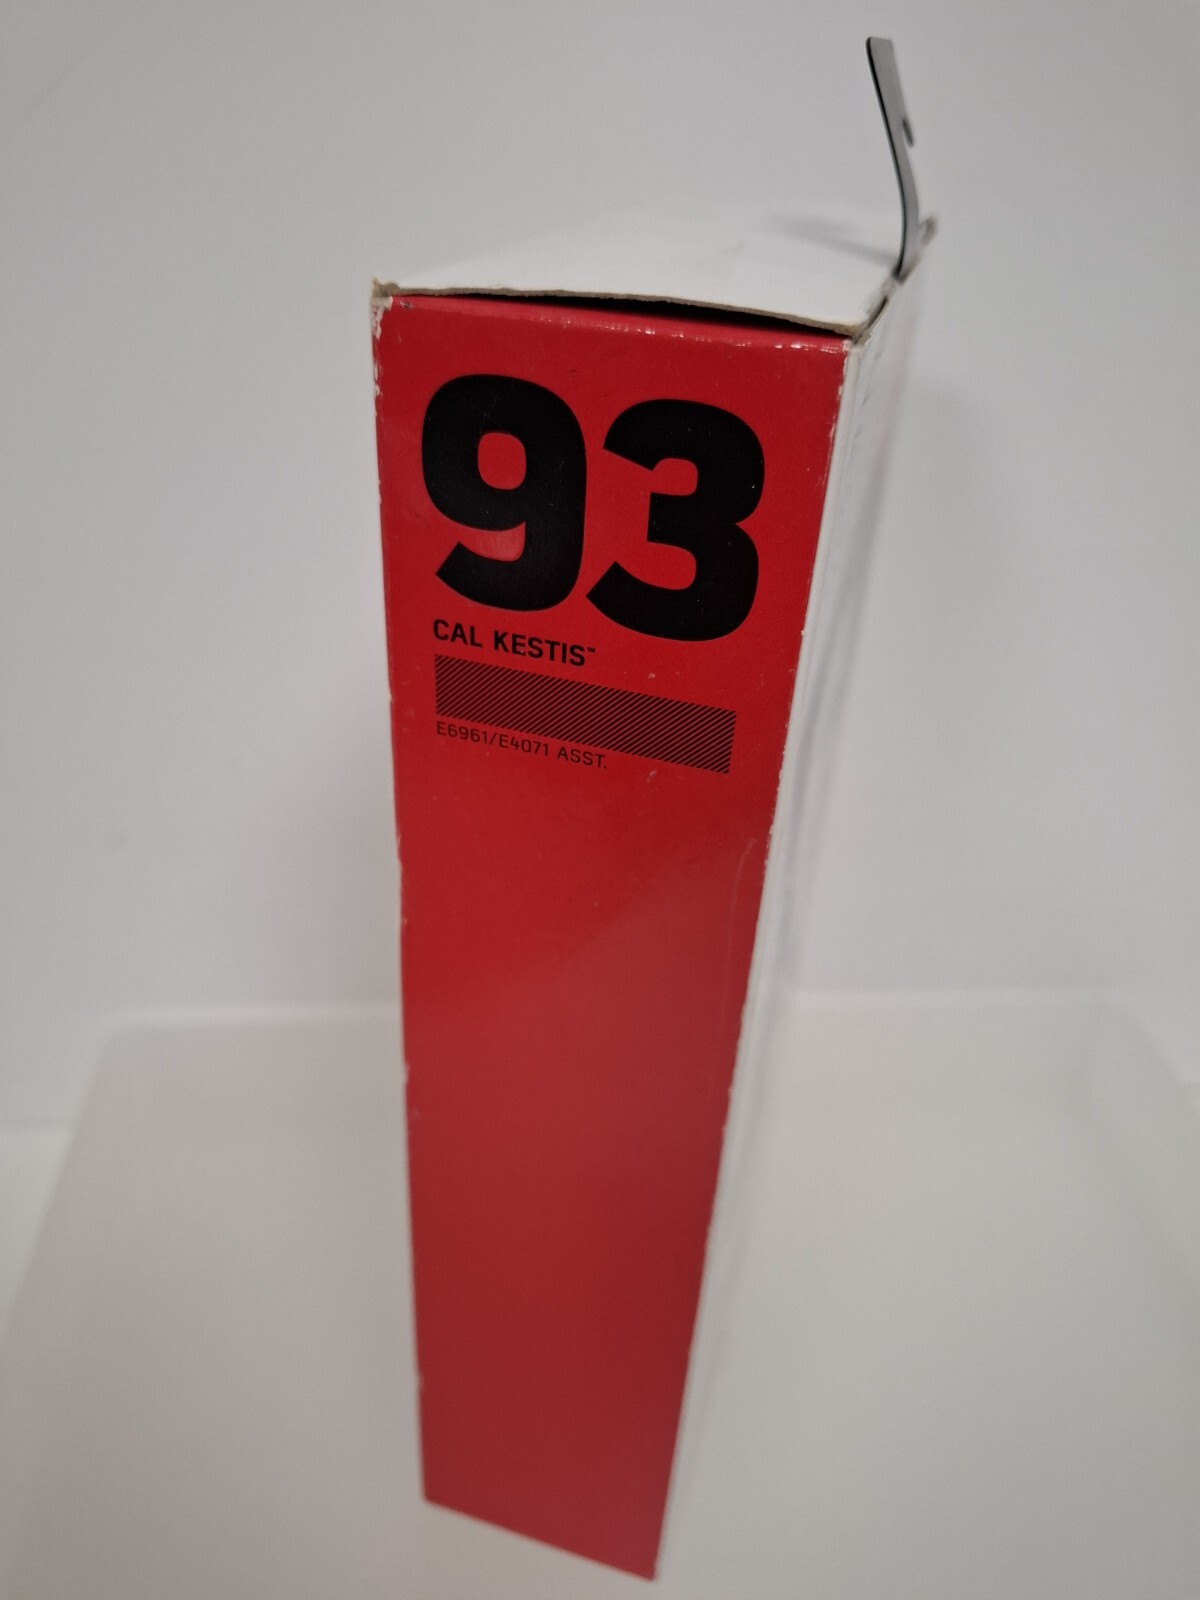 93
CAL KESTIS™
E6961/E4071 ASST.